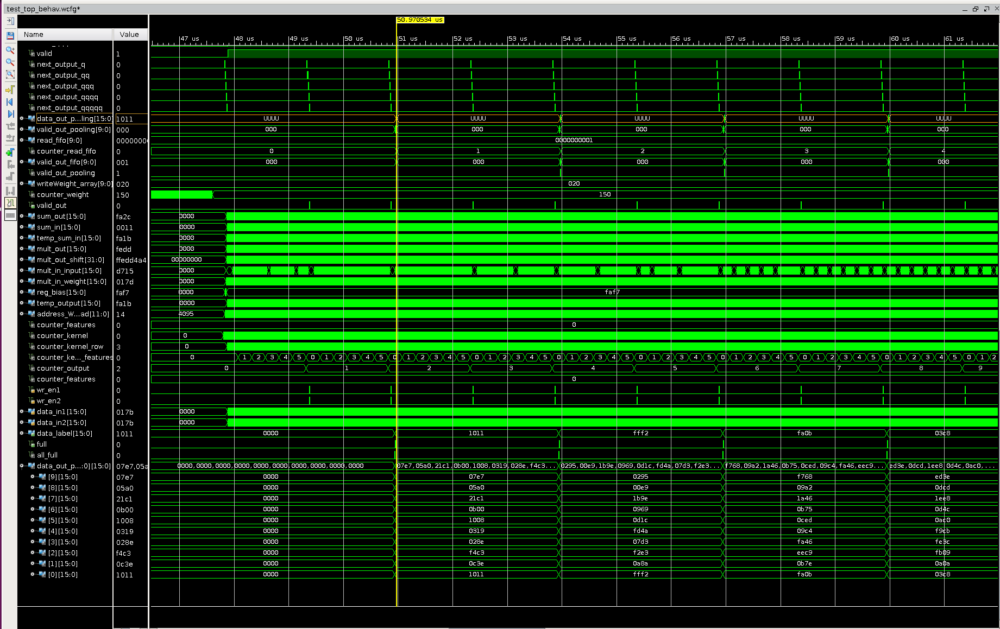 test_top_behav.wcfg*
50.970534 us
Name Value
47 us 48 us 49 us 50 us 51 us 52 us 53 us 54 us 55 us 56 us 57 us 58 us 59 us 60 us 61 us
valid 1
next_output_q 0
next_output_qq 0
next_output_qqq 0
next_output_qqqq 0
next_output_qqqqq 0
data_out_p...ling[15:0] 1011 UUUU UUUU UUUU UUUU UUUU
valid_out_pooling[9:0] 000 000 000 000 000 000
read_fifo[9:0] 0000000 0000000001
counter_read_fifo 0 0 1 2 3 4
valid_out_fifo[9:0] 001 000 000 000 000 000
valid_out_pooling 1
writeWeight_array[9:0] 020 020
counter_weight 150 150
valid_out 0
sum_out[15:0] fa2c 0000
sum_in[15:0] 0011 0000
temp_sum_in[15:0] fa1b 0000
mult_out[15:0] fedd 0000
mult_out_shift[31:0] ffedd4a4 00000000
mult_in_input[15:0] d715 0000
mult_in_weight[15:0] 017d 0000
reg_bias[15:0] faf7 0000 faf7
temp_output[15:0] fa1b 0000
address_W...ad[11:0] 14 4095
counter_features 0 0
counter_kernel 0 0
counter_kernel_row 3 0
counter_ke..._features 0 0 1 2 3 4 5 0 1 2 3 4 5 0 1 2 3 4 5 0 1 2 3 4 5 0 1 2 3 4 5 0 1 2 3 4 5 0 1 2 3 4 5 0 1 2 3 4 5 0 1 2 3 4 5 0 1 2
counter_output 2 0 1 2 3 4 5 6 7 8 9
counter_features 0 0
wr_en1 0
wr_en2 0
data_in1[15:0] 017b 0000
data_in2[15:0] 017b 0000
data_label[15:0] 1011 0000 1011 fff2 fa0b 03c8
full 0
all_full 0
data_out_p...:0][15:0] 07e7,05a 0000,0000,0000,0000,0000,0000,0000,0000,0000,0000 07e7,05a0,21c1,0b00,1008,0319,028e,f4c3... 0295,00e9,1b9e,0969,0d1c,fd4a,07d3,f2e3... f768,09a2,1a46,0b75,0ced,09c4,fa46,eec9... ed3e,0dcd,1ee8,0d4c,0ac0,...
[9][15:0] 07e7 0000 07e7 0295 f768 ed3e
[8][15:0] 05a0 0000 05a0 00e9 09a2 0dcd
[7][15:0] 21c1 0000 21c1 1b9e 1a46 1ee8
[6][15:0] 0b00 0000 0b00 0969 0b75 0d4c
[5][15:0] 1008 0000 1008 0d1c 0ced 0ac0
[4][15:0] 0319 0000 0319 fd4a 09c4 f9cb
[3][15:0] 028e 0000 028e 07d3 fa46 fe3c
[2][15:0] f4c3 0000 f4c3 f2e3 eec9 fb09
[1][15:0] 0c3e 0000 0c3e 0a8a 0b7e 0a0a
[0][15:0] 1011 0000 1011 fff2 fa0b 03c8